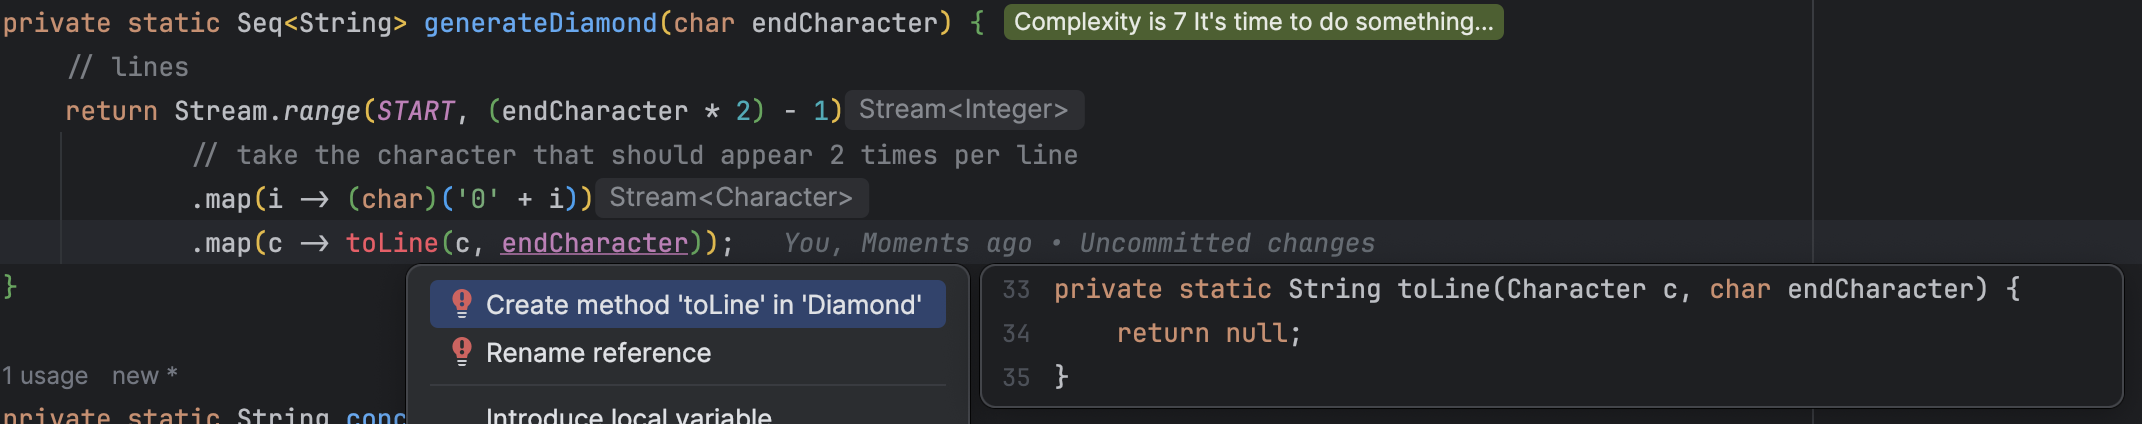 private static Seq<String> generateDiamond(char endCharacter) { Complexity is 7 It's time to do something...
// lines
return Stream.range(START, (endCharacter * 2) - 1) Stream<Integer>
// take the character that should appear 2 times per line
.map(i -> (char)('0' + i)) Stream<Character>
.map(c -> toLine(c, endCharacter)); You, Moments ago • Uncommitted changes
}
Create method 'toLine' in 'Diamond'
Rename reference
Introduce local variable
33 private static String toLine(Character c, char endCharacter) {
34 return null;
35 }
1 usage new *
private static String conc